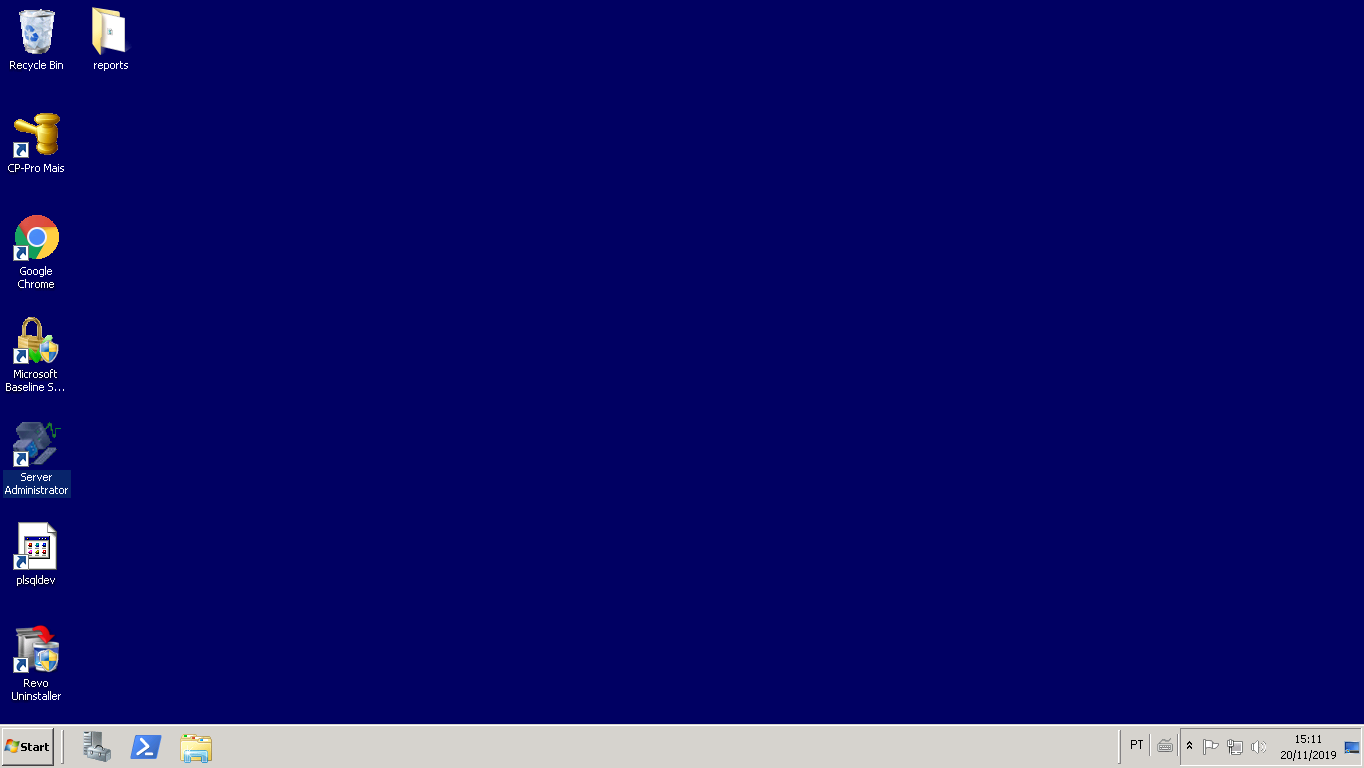 Recycle Bin
reports
CP-Pro Mais
Google
Chrome
Microsoft
Baseline S...
Server
Administrator
plsqldev
Revo
Uninstaller
Start
PT
15:11
20/11/2019